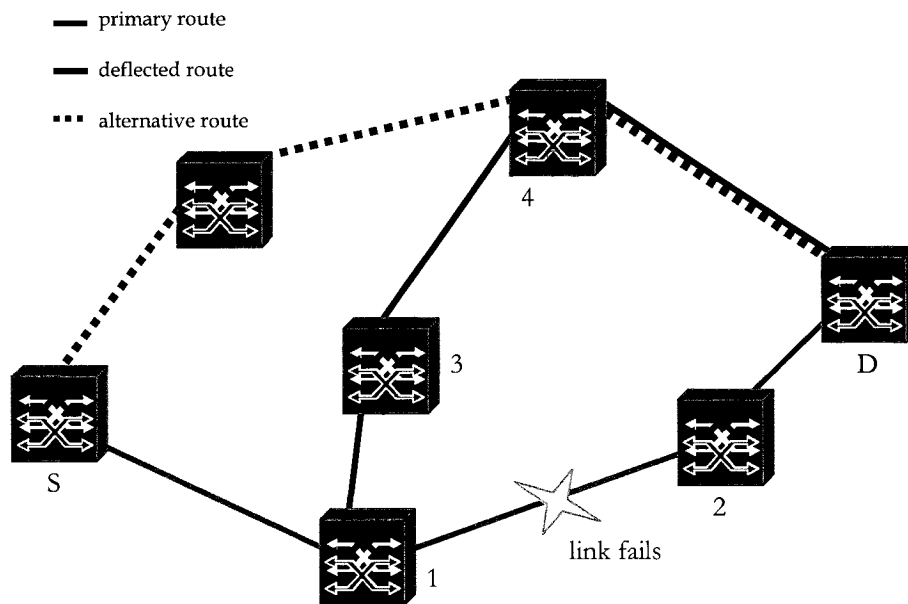 primary route
deflected route
alternative route
4
3
D
S
2
1
link fails